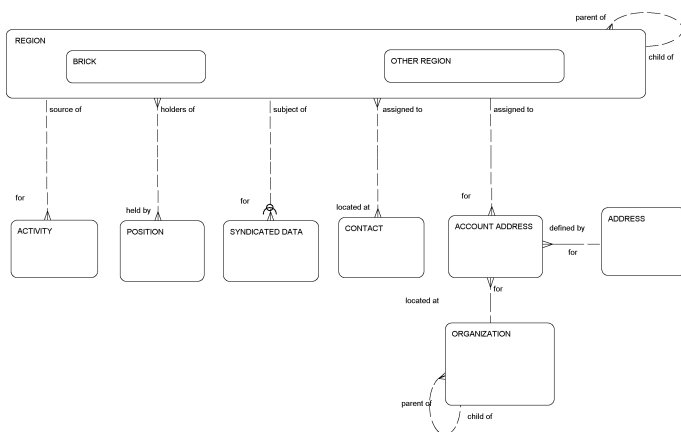 parent of
REGION
BRICK
OTHER REGION
child of
source of
holders of
subject of
assigned to
assigned to
for
held by
for
located at
for
ACTIVITY
POSITION
SYNDICATED DATA
CONTACT
ACCOUNT ADDRESS
defined by
ADDRESS
for
for
located at
ORGANIZATION
parent of
child of